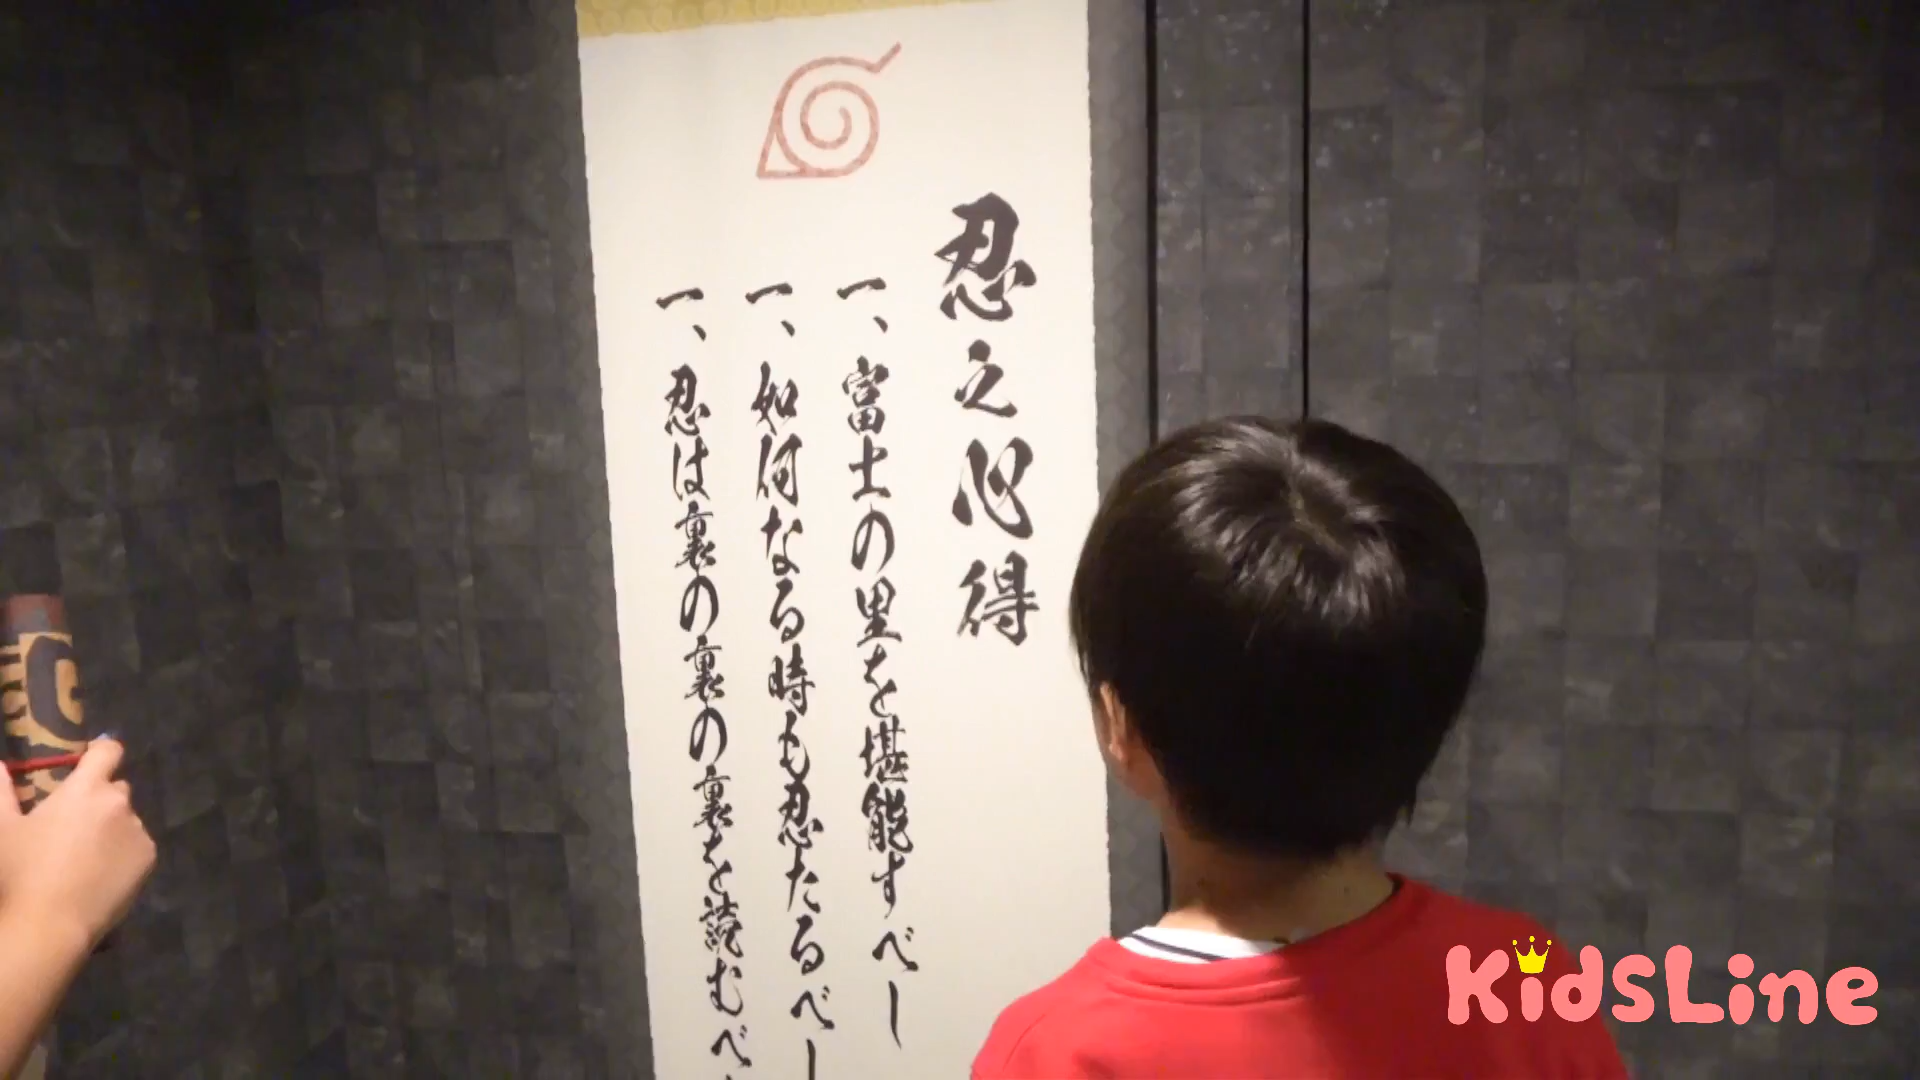 忍之心得
一、富士の里を堪能すべし
一、如何なる時も忍たるべし
一、忍は裏の裏の裏を読むべ
KidsLine